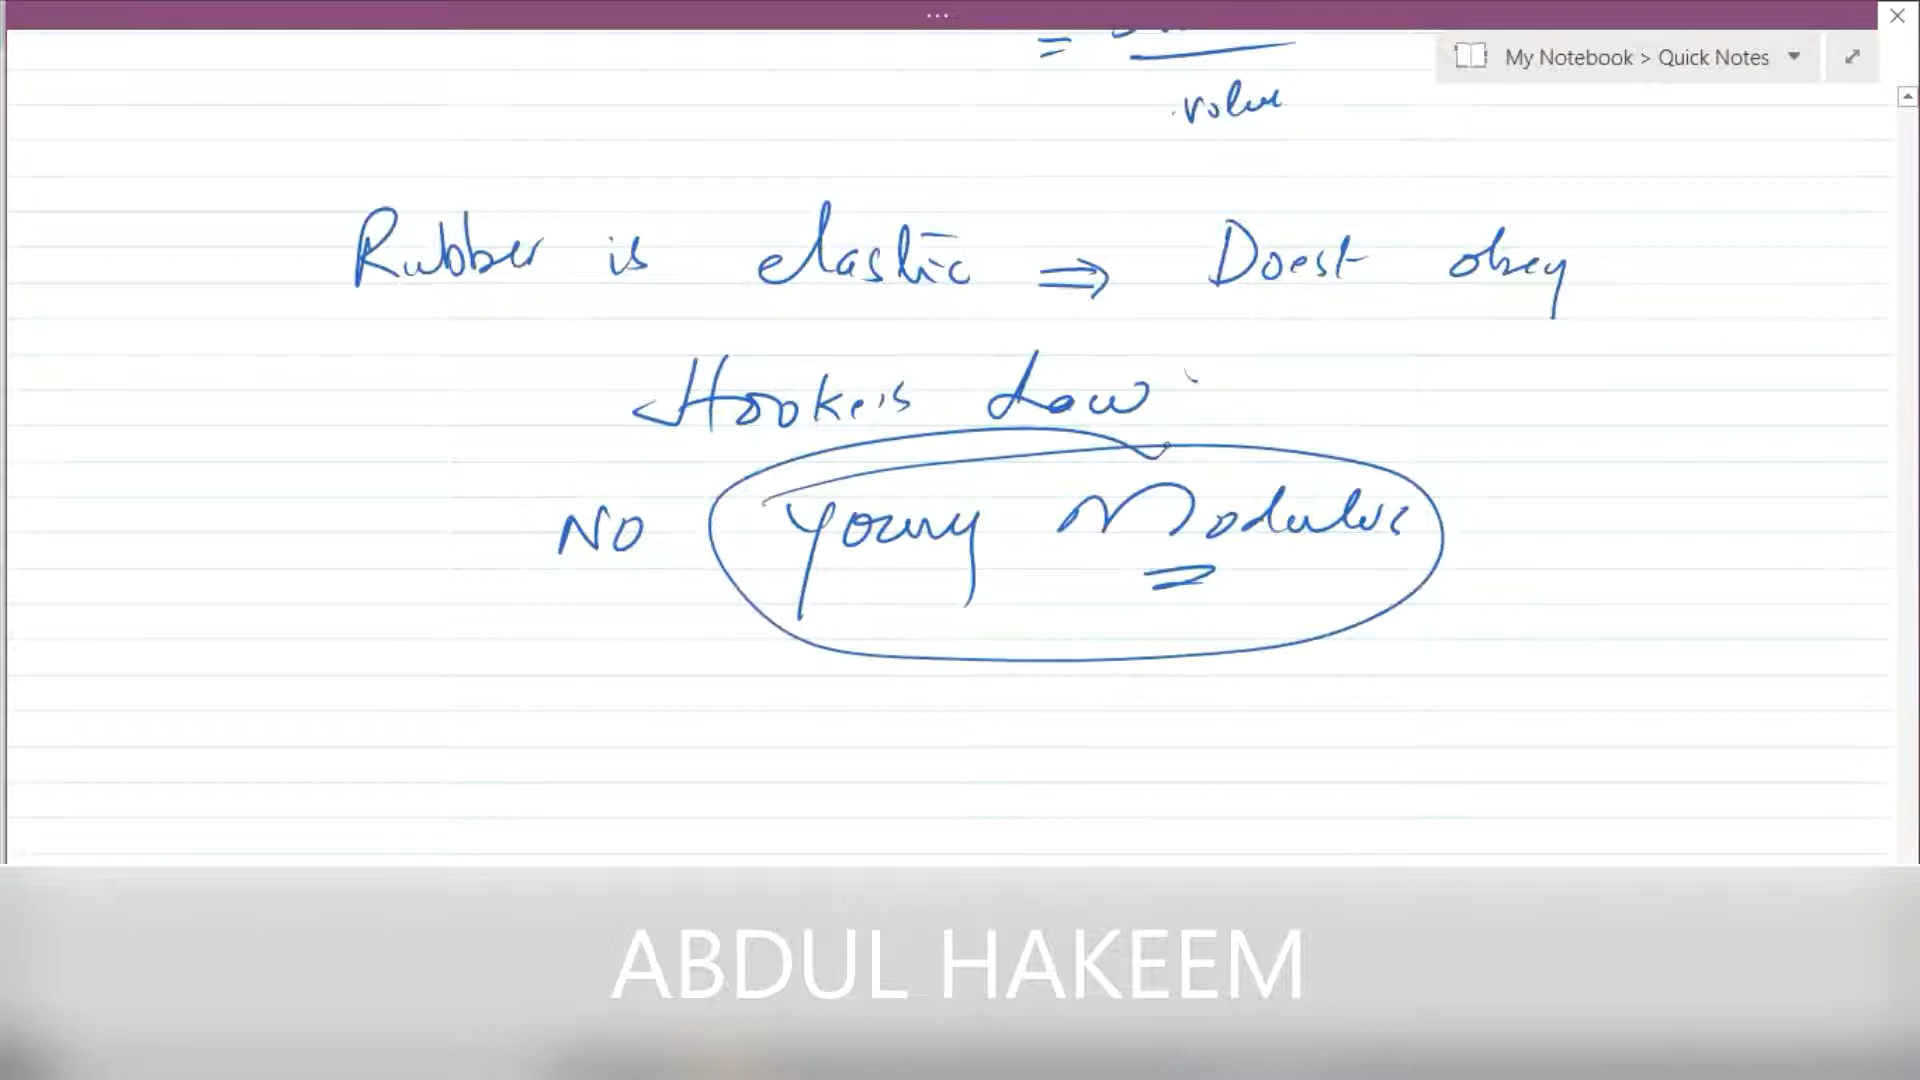 ...
My Notebook > Quick Notes
=
volue
Rubber is elastic ⇒ Doest obey
Hooke's Law
NO Young Modulus
ABDUL HAKEEM